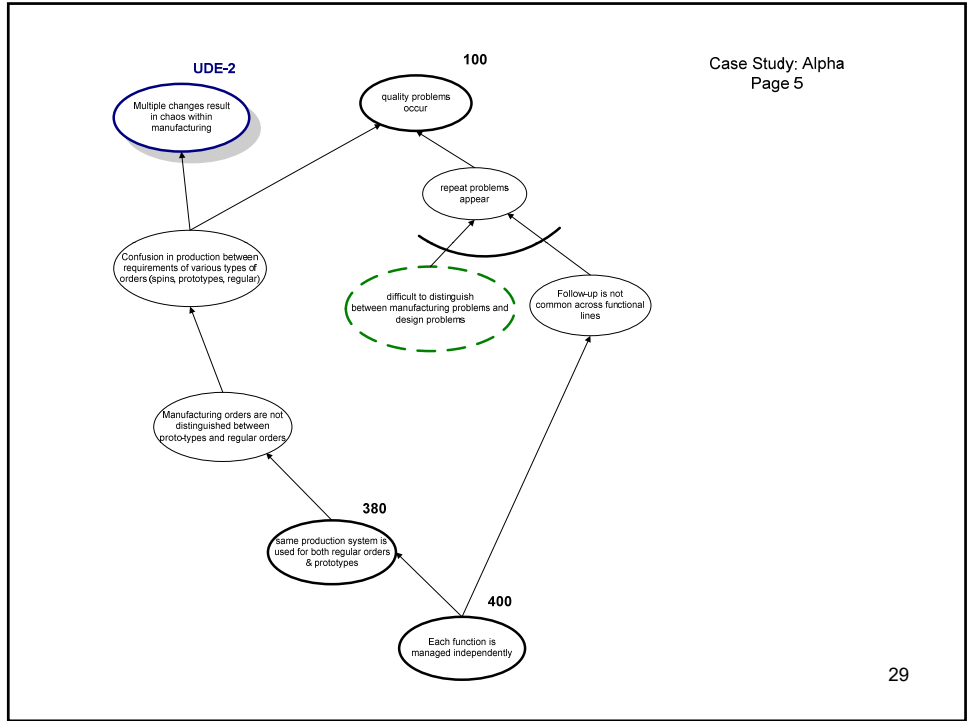 Case Study: Alpha
Page 5
UDE-2
Multiple changes result
in chaos within
manufacturing
100
quality problems
occur
repeat problems
appear
Confusion in production between
requirements of various types of
orders (spins, prototypes, regular)
difficult to distinguish
between manufacturing problems and
design problems
Follow-up is not
common across functional
lines
Manufacturing orders are not
distinguished between
proto-types and regular orders
380
same production system is
used for both regular orders
& prototypes
400
Each function is
managed independently
29